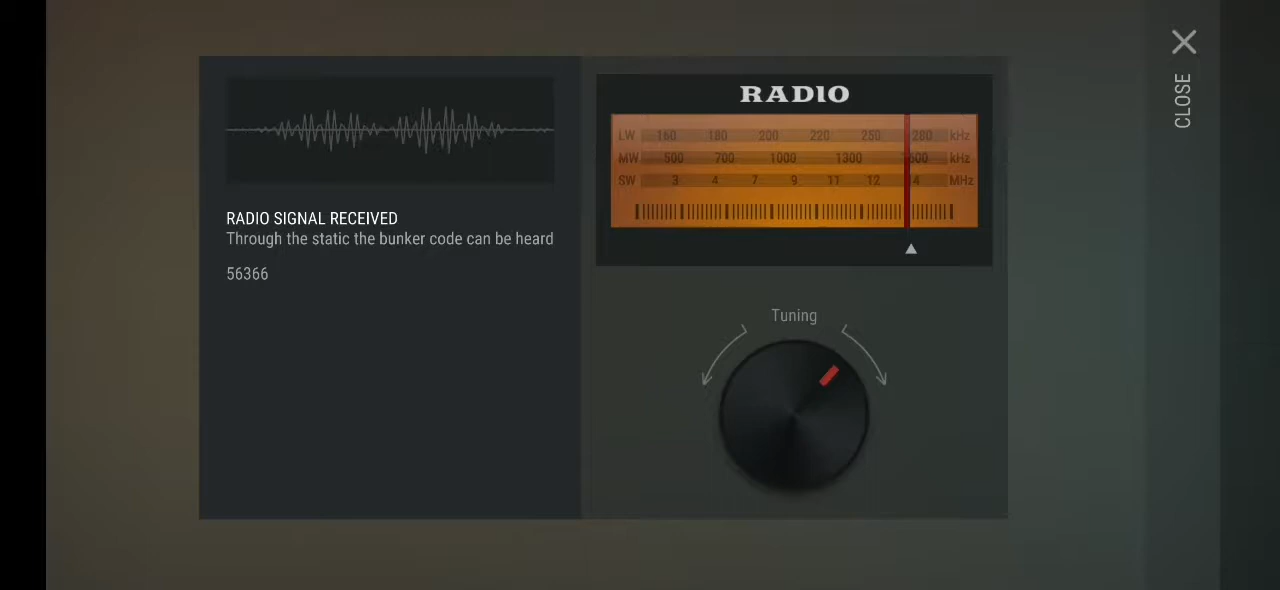 RADIO SIGNAL RECEIVED
Through the static the bunker code can be heard
56366
RADIO
LW 160 180 200 220 250 280 kHz
MW 500 700 1000 1300 1600 kHz
SW 3 4 7 9 11 12 14 MHz
Tuning
CLOSE